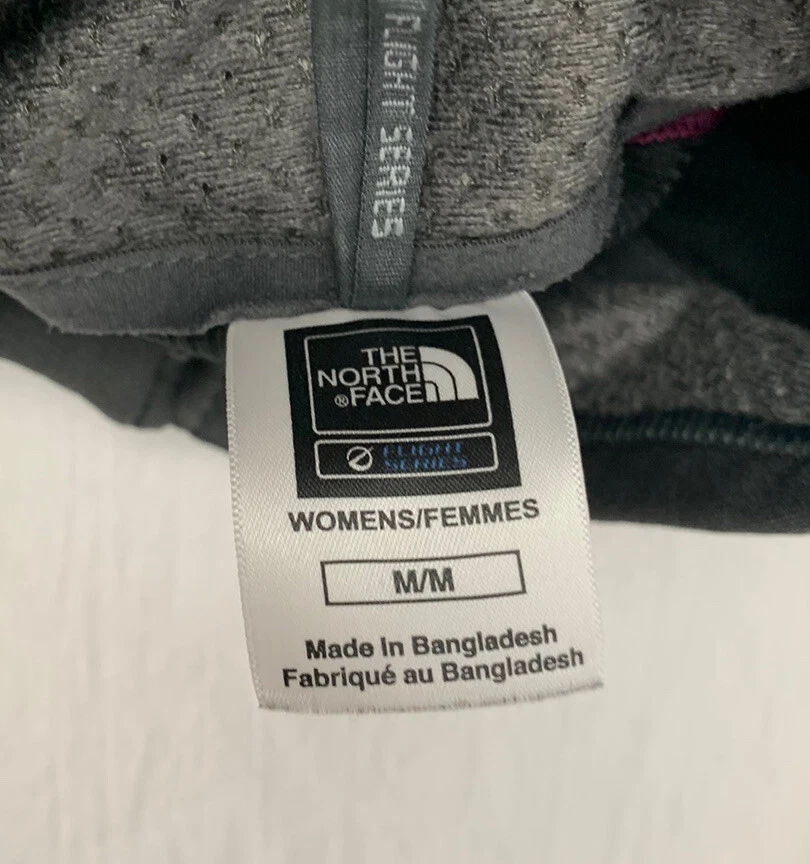 FLIGHT SERIES
THE
NORTH
®FACE
FLIGHT
SERIES
WOMENS/FEMMES
M/M
Made In Bangladesh
Fabriqué au Bangladesh